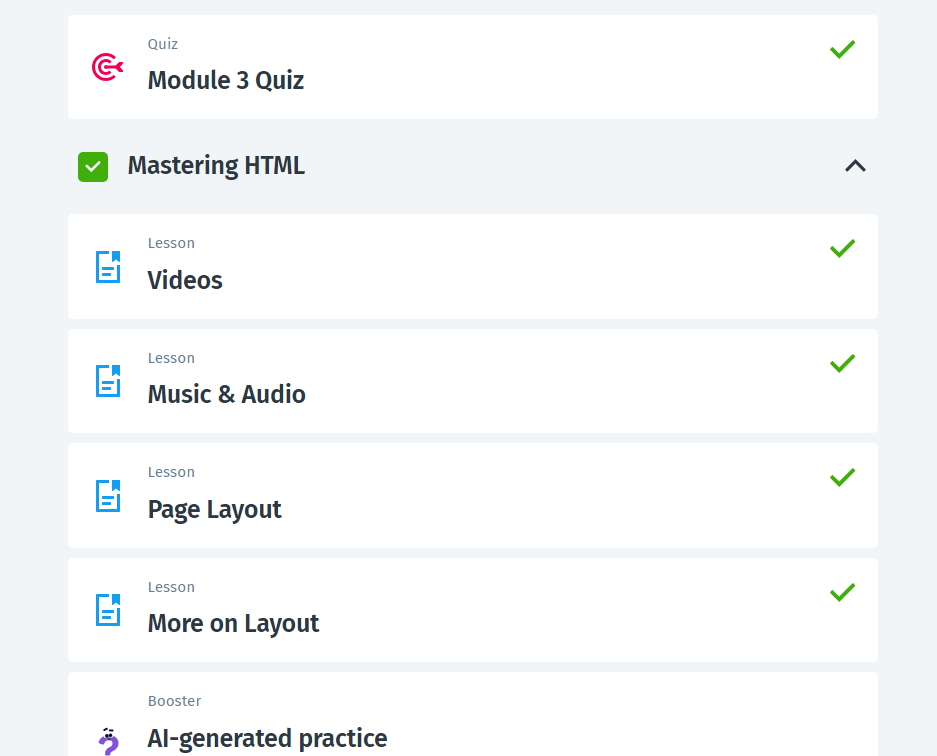 Quiz
Module 3 Quiz
Mastering HTML
Lesson
Videos
Lesson
Music & Audio
Lesson
Page Layout
Lesson
More on Layout
Booster
AI-generated practice